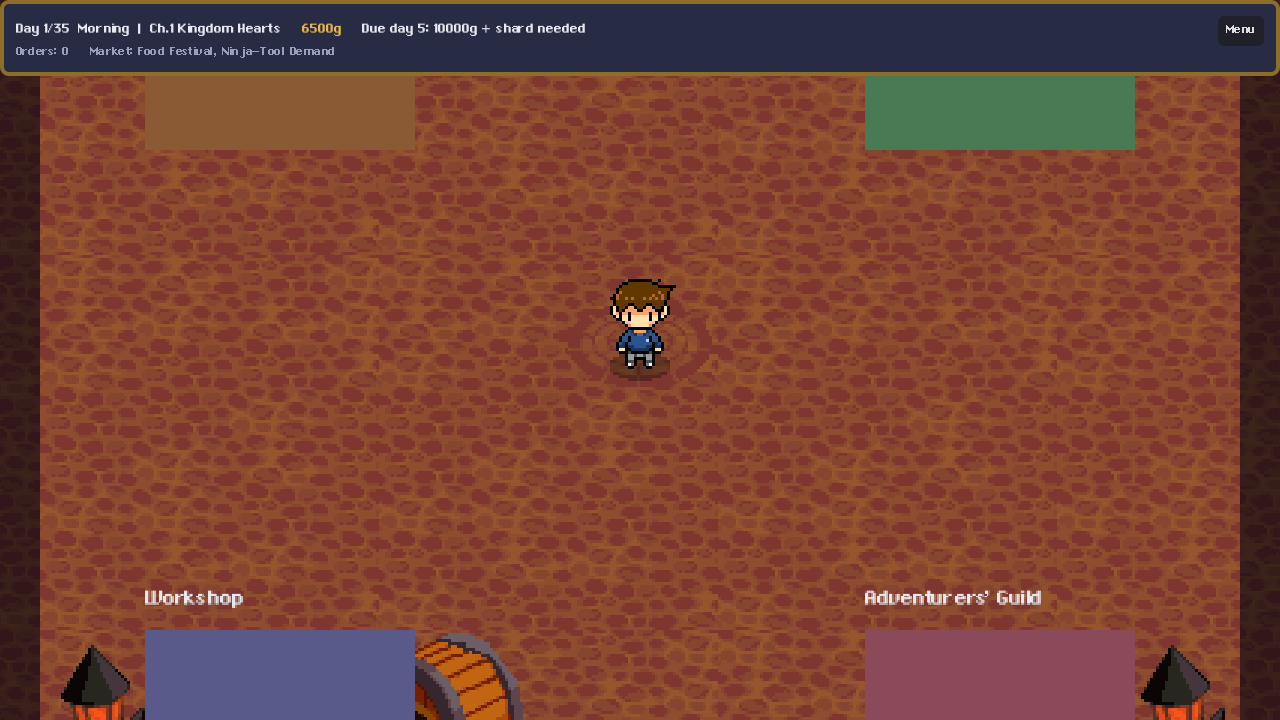 Day 1/35 Morning | Ch.1 Kingdom Hearts 6500g Due day 5: 10000g + shard needed
Menu
Orders: 0 Market: Food Festival, Ninja-Tool Demand
Workshop
Adventurers' Guild